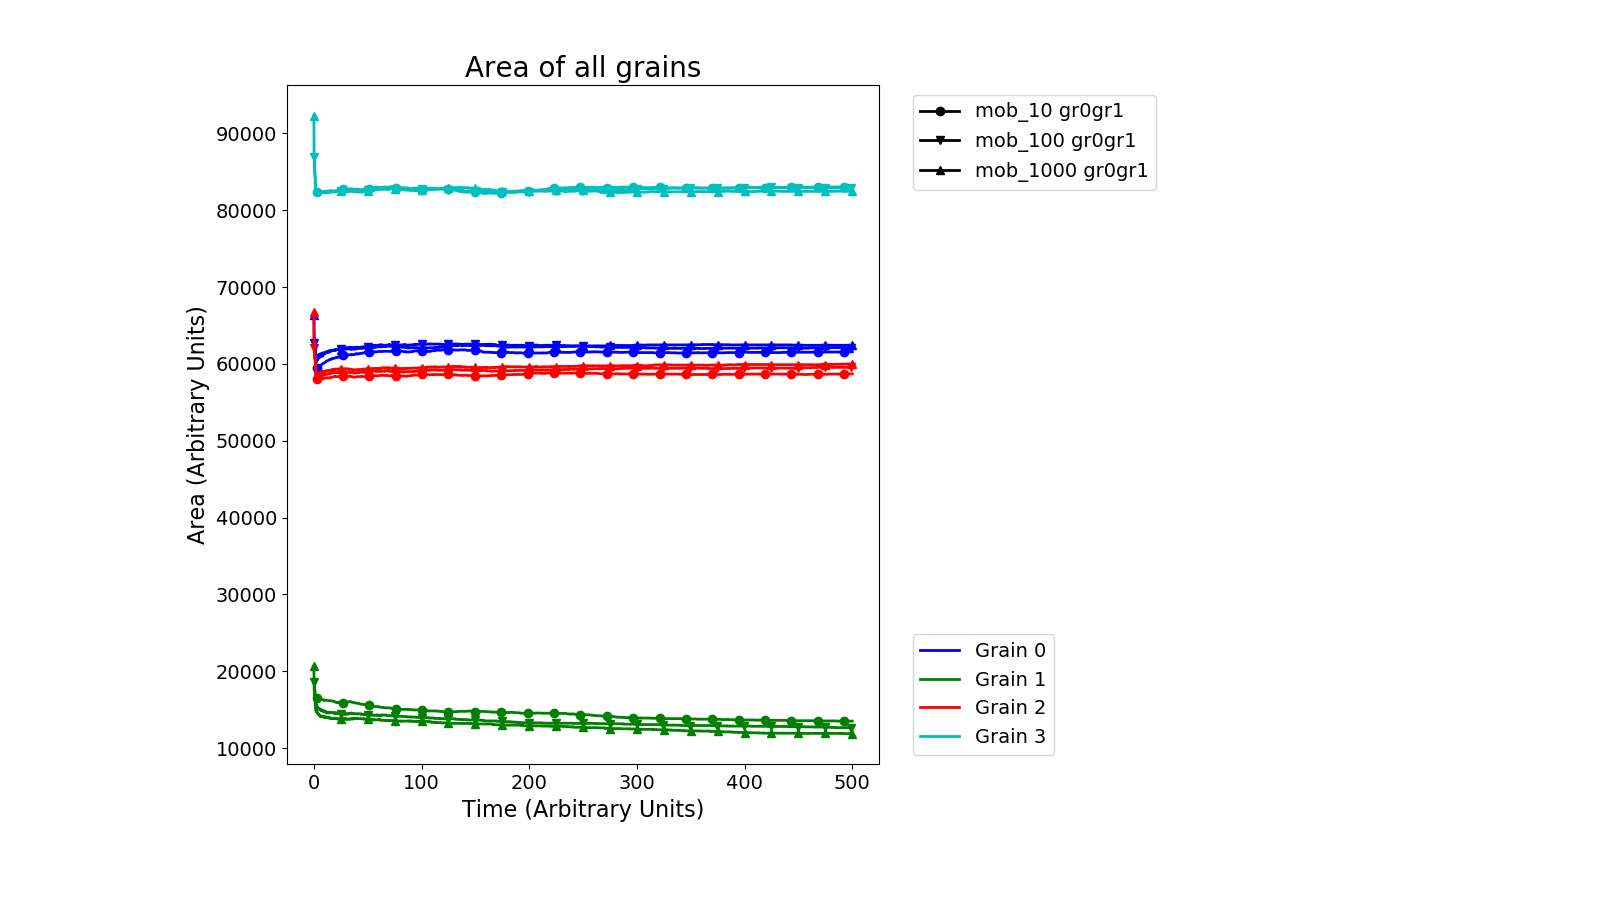 Area of all grains
90000
80000
70000
60000
50000
40000
30000
20000
10000
Area (Arbitrary Units)
0 100 200 300 400 500
Time (Arbitrary Units)
mob_10 gr0gr1
mob_100 gr0gr1
mob_1000 gr0gr1
Grain 0
Grain 1
Grain 2
Grain 3